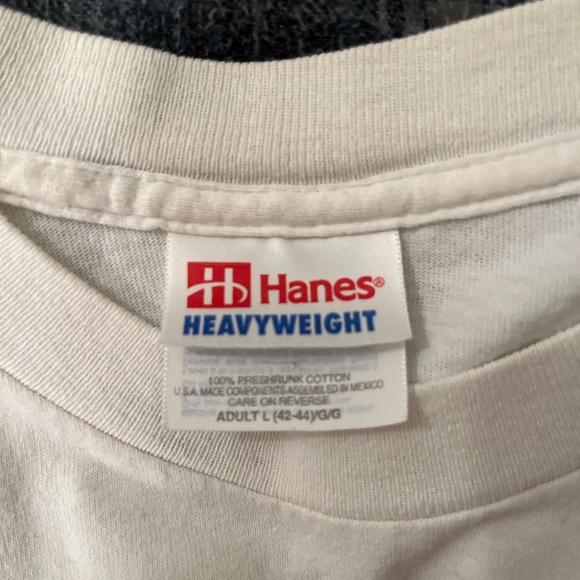 Hanes®
HEAVYWEIGHT
100% PRESHRUNK COTTON
U.S.A. MADE COMPONENTS ASSEMBLED IN MEXICO
CARE ON REVERSE
ADULT L (42-44)/G/G